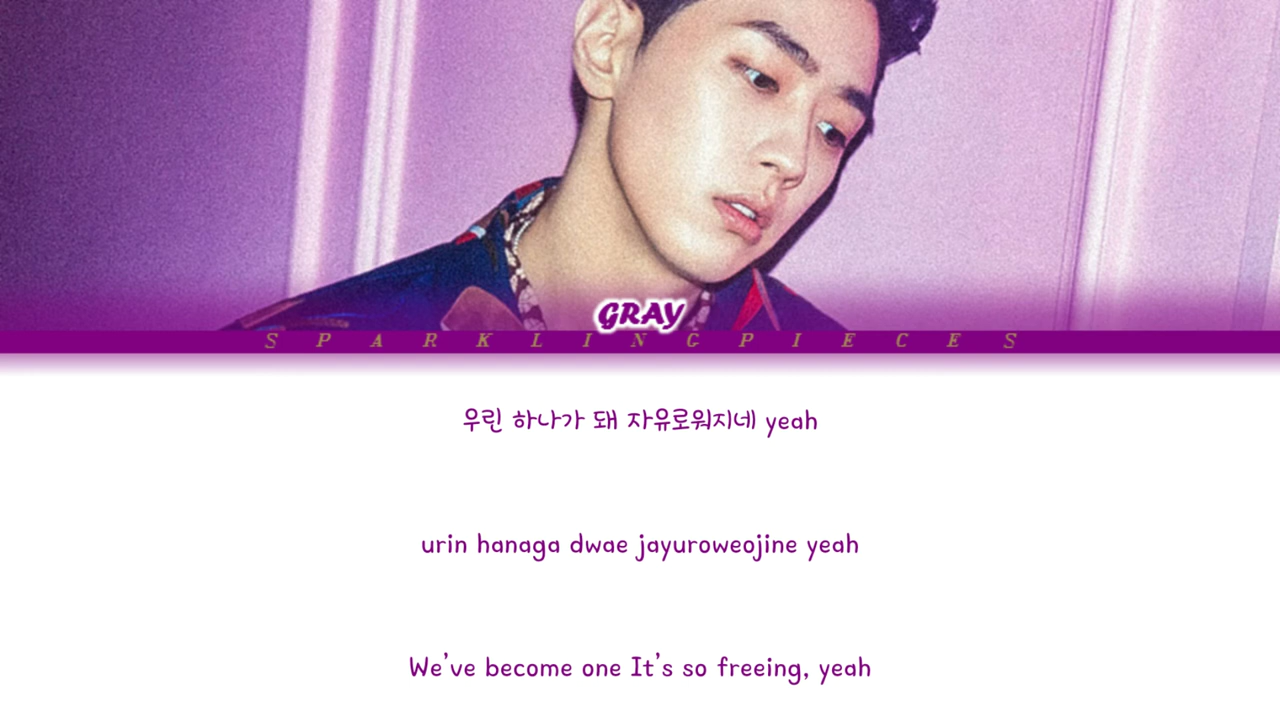 GRAY
SPARKLINGPIECES
우린 하나가 돼 자유로워지네 yeah
urin hanaga dwae jayuroweojine yeah
We've become one It's so freeing, yeah